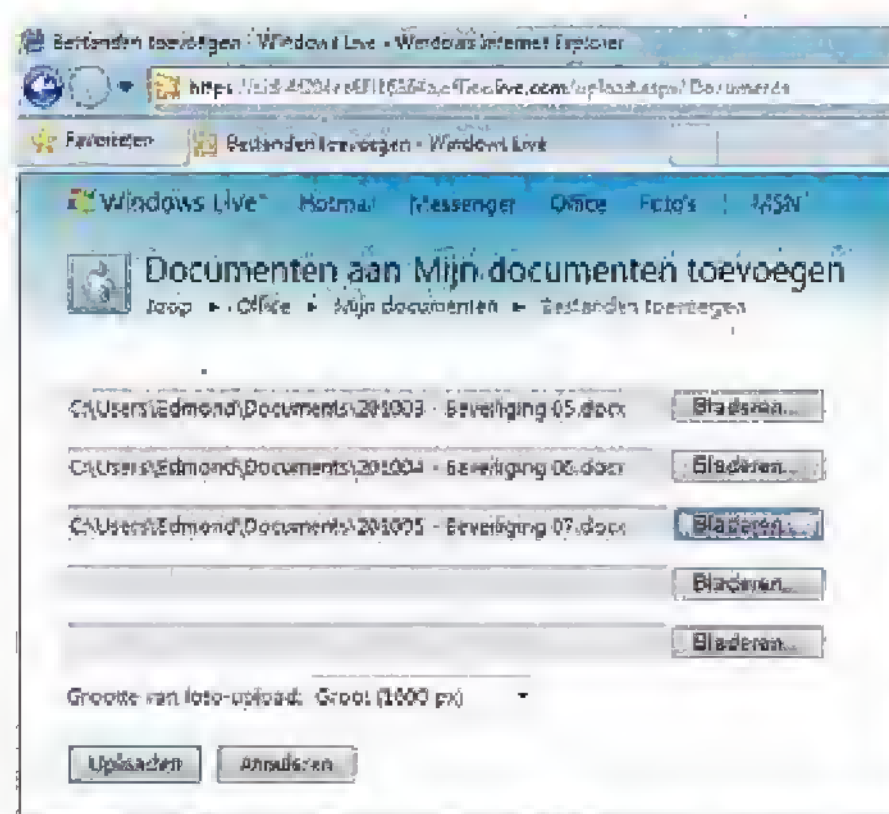 Bestanden toevoegen - Windows Live - Windows Internet Explorer
Favorieten Bestanden toevoegen - Windows Live
Windows Live Hotmail Messenger Office Foto's MSN
Documenten aan Mijn documenten toevoegen
Joop ► Office ► Mijn documenten ► Bestanden toevoegen
C:\Users\Edmond\Documents\201003 - Beveiliging 05.docx Bladeren...
C:\Users\Edmond\Documents\201004 - Beveiliging 06.docx Bladeren...
C:\Users\Edmond\Documents\201005 - Beveiliging 07.docx Bladeren...
Bladeren...
Bladeren...
Grootte van foto-upload: Groot (1600 px)
Uploaden Annuleren